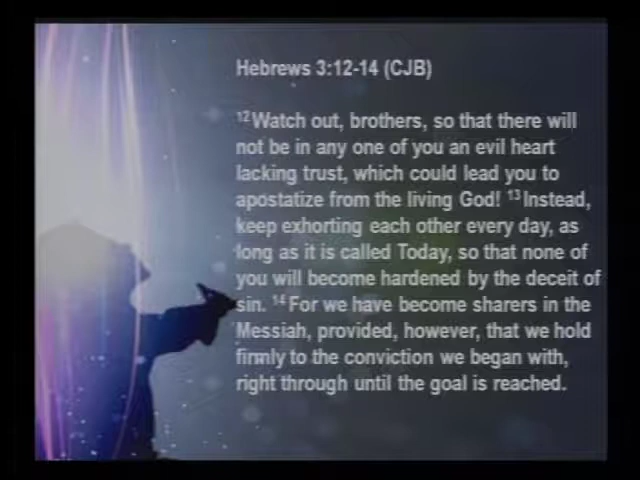 Hebrews 3:12-14 (CJB)
12Watch out, brothers, so that there will
not be in any one of you an evil heart
lacking trust, which could lead you to
apostatize from the living God! 13Instead,
keep exhorting each other every day, as
long as it is called Today, so that none of
you will become hardened by the deceit of
sin. 14For we have become sharers in the
Messiah, provided, however, that we hold
firmly to the conviction we began with,
right through until the goal is reached.